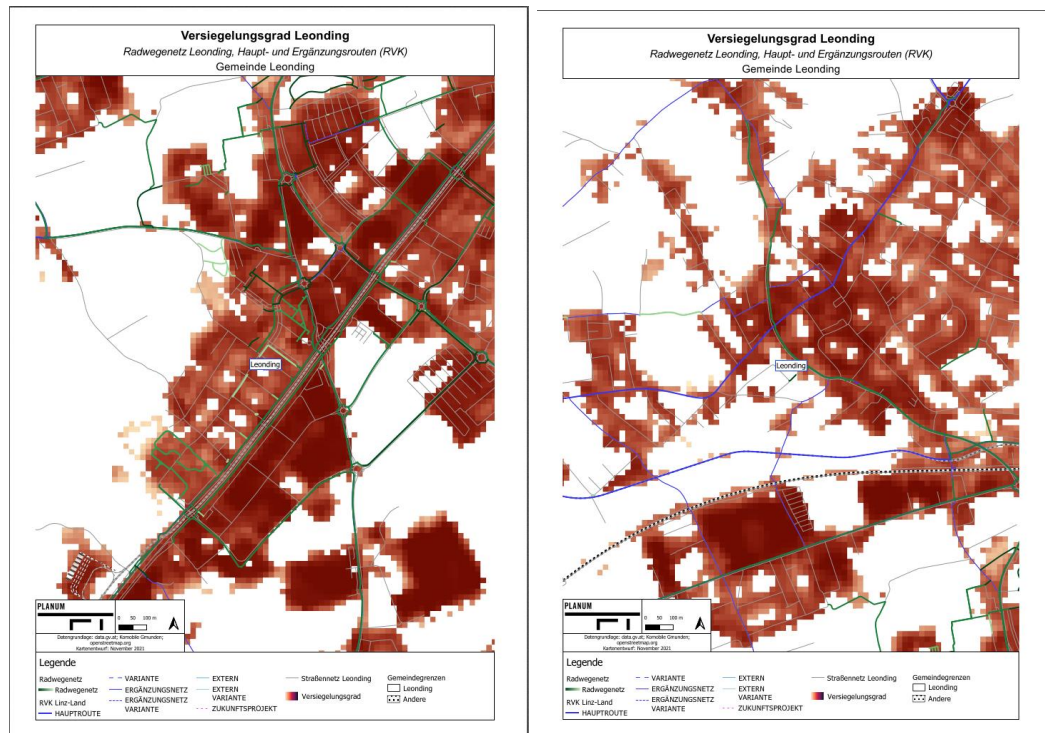 Versiegelungsgrad Leonding
Radwegenetz Leonding, Haupt- und Ergänzungsrouten (RVK)
Gemeinde Leonding
Leonding
PLANUM
0 50 100 m
Datengrundlage: data.gv.at; Komobile Gmunden;
openstreetmap.org
Kartenentwurf: November 2021
Legende
Radwegenetz
Radwegenetz
RVK Linz-Land
HAUPTROUTE
VARIANTE
ERGÄNZUNGSNETZ
ERGÄNZUNGSNETZ
VARIANTE
EXTERN
EXTERN
VARIANTE
ZUKUNFTSPROJEKT
Straßennetz Leonding
Versiegelungsgrad
Gemeindegrenzen
Leonding
Andere
Versiegelungsgrad Leonding
Radwegenetz Leonding, Haupt- und Ergänzungsrouten (RVK)
Gemeinde Leonding
Leonding
PLANUM
0 50 100 m
Datengrundlage: data.gv.at; Komobile Gmunden;
openstreetmap.org
Kartenentwurf: November 2021
Legende
Radwegenetz
Radwegenetz
RVK Linz-Land
HAUPTROUTE
VARIANTE
ERGÄNZUNGSNETZ
ERGÄNZUNGSNETZ
VARIANTE
EXTERN
EXTERN
VARIANTE
ZUKUNFTSPROJEKT
Straßennetz Leonding
Versiegelungsgrad
Gemeindegrenzen
Leonding
Andere